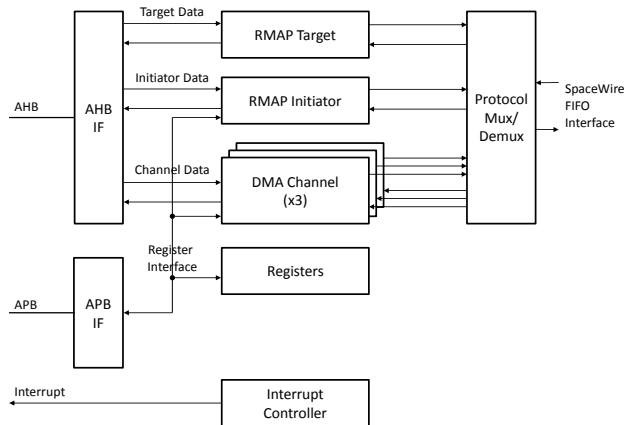 Target Data
RMAP Target
Initiator Data
RMAP Initiator
AHB
AHB
IF
Protocol
Mux/
Demux
SpaceWire
FIFO
Interface
Channel Data
DMA Channel
(x3)
Register
Interface
Registers
APB
APB
IF
Interrupt
Interrupt
Controller